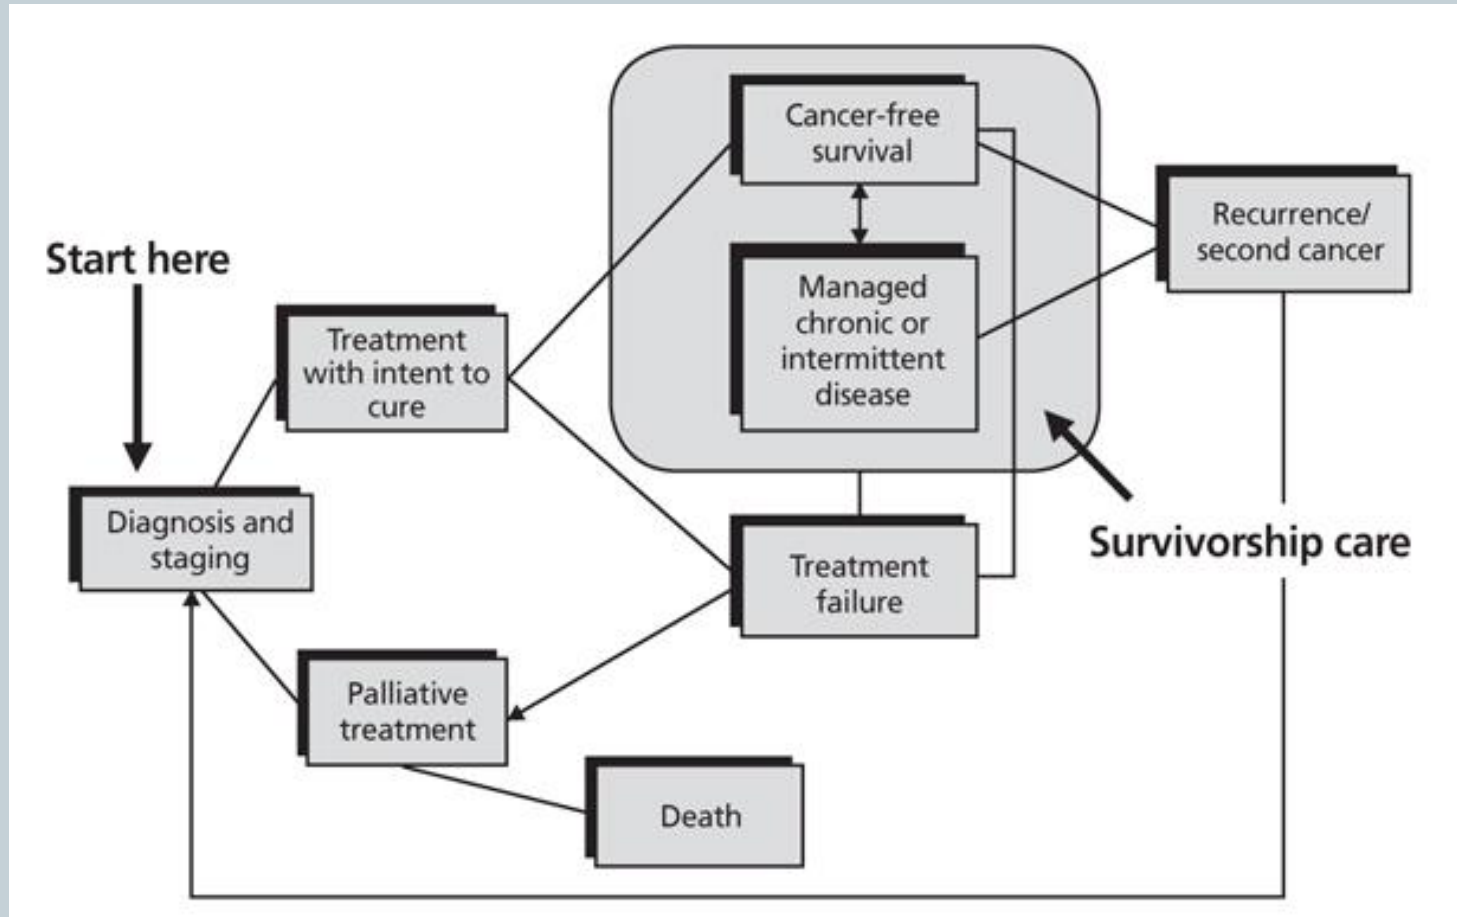 Start here
Diagnosis and
staging
Treatment
with intent to
cure
Cancer-free
survival
Managed
chronic or
intermittent
disease
Recurrence/
second cancer
Survivorship care
Treatment
failure
Palliative
treatment
Death